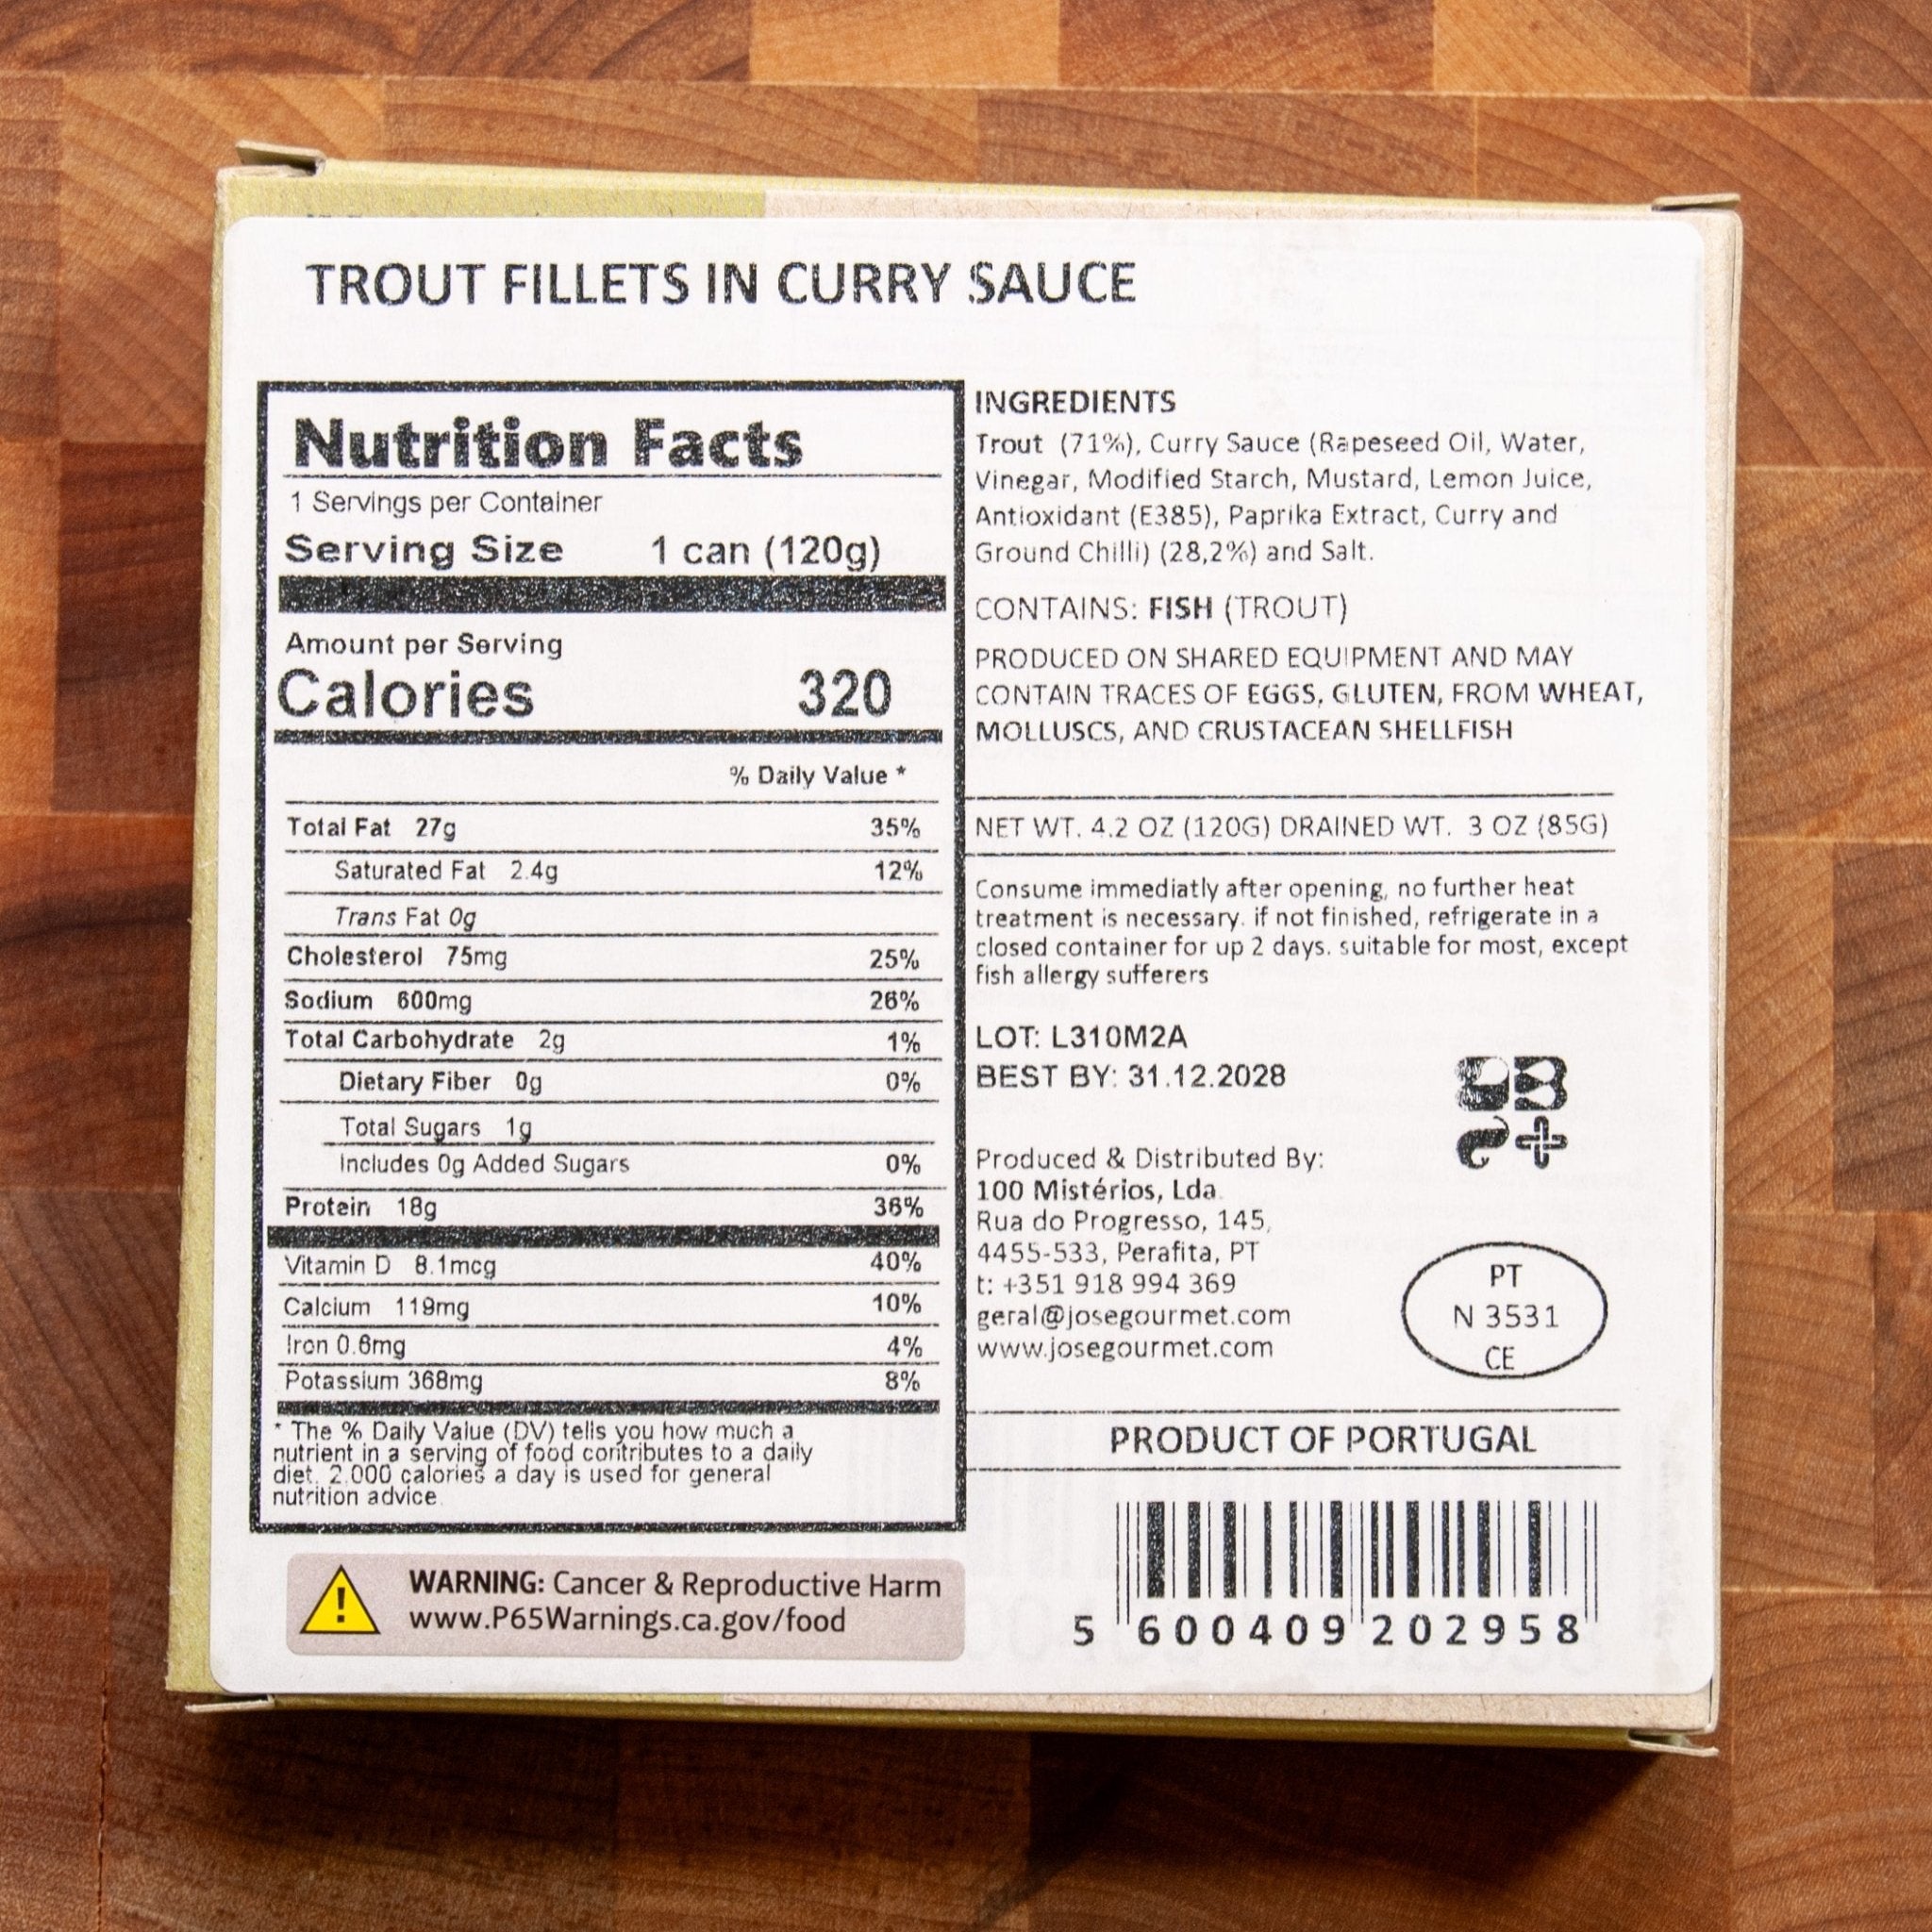 TROUT FILLETS IN CURRY SAUCE
Nutrition Facts
1 Servings per Container
Serving Size 1 can (120g)
Amount per Serving
Calories 320
% Daily Value *
Total Fat 27g 35%
Saturated Fat 2.4g 12%
Trans Fat 0g
Cholesterol 75mg 25%
Sodium 600mg 26%
Total Carbohydrate 2g 1%
Dietary Fiber 0g 0%
Total Sugars 1g
Includes 0g Added Sugars 0%
Protein 18g 36%
Vitamin D 8.1mcg 40%
Calcium 119mg 10%
Iron 0.6mg 4%
Potassium 368mg 8%
* The % Daily Value (DV) tells you how much a
nutrient in a serving of food contributes to a daily
diet. 2.000 calories a day is used for general
nutrition advice.
WARNING: Cancer & Reproductive Harm
www.P65Warnings.ca.gov/food
INGREDIENTS
Trout (71%), Curry Sauce (Rapeseed Oil, Water,
Vinegar, Modified Starch, Mustard, Lemon Juice,
Antioxidant (E385), Paprika Extract, Curry and
Ground Chilli) (28,2%) and Salt.
CONTAINS: FISH (TROUT)
PRODUCED ON SHARED EQUIPMENT AND MAY
CONTAIN TRACES OF EGGS, GLUTEN, FROM WHEAT,
MOLLUSCS, AND CRUSTACEAN SHELLFISH
NET WT. 4.2 OZ (120G) DRAINED WT. 3 OZ (85G)
Consume immediatly after opening, no further heat
treatment is necessary. if not finished, refrigerate in a
closed container for up 2 days. suitable for most, except
fish allergy sufferers
LOT: L310M2A
BEST BY: 31.12.2028
Produced & Distributed By:
100 Mistérios, Lda.
Rua do Progresso, 145,
4455-533, Perafita, PT
t: +351 918 994 369
geral@josegourmet.com
www.josegourmet.com
PT
N 3531
CE
PRODUCT OF PORTUGAL
5 600409 202958